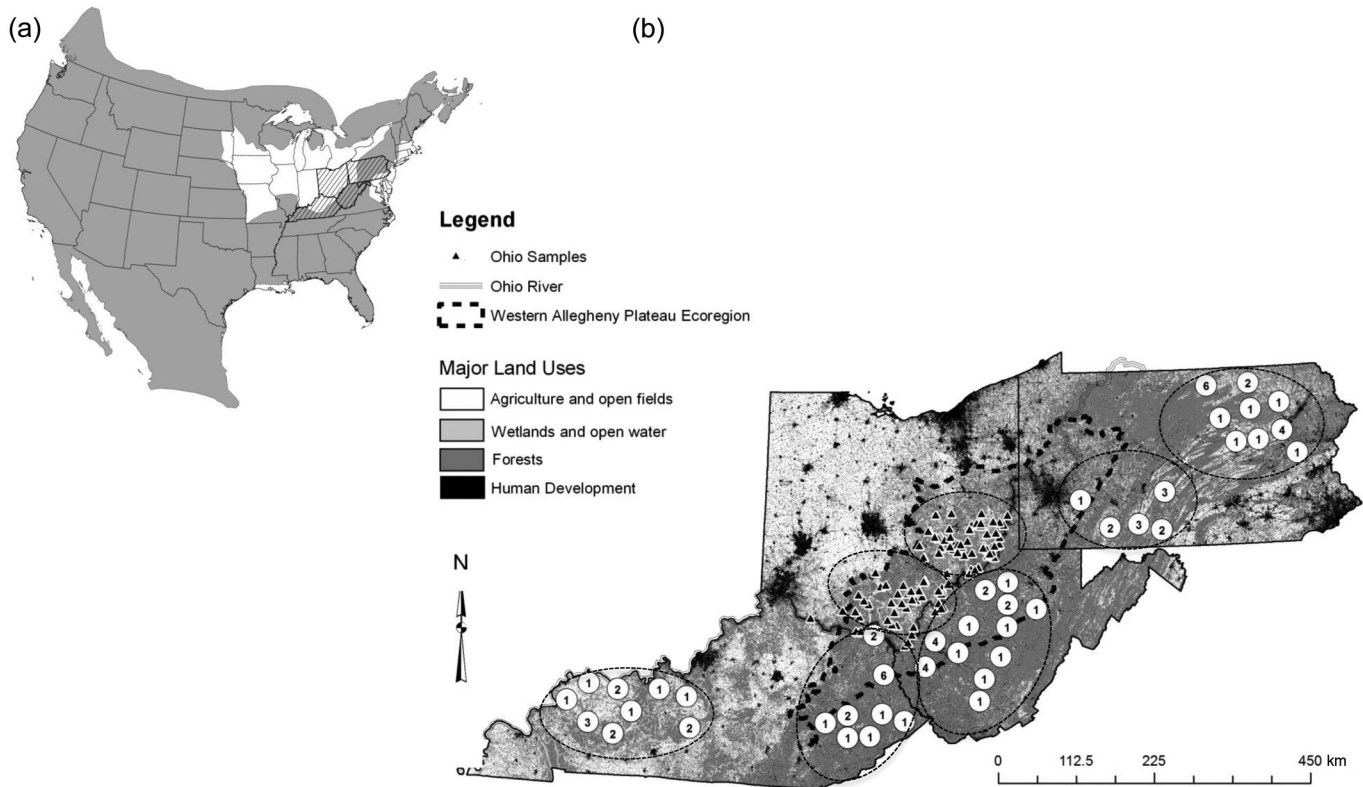 (a)
(b)
Legend
Ohio Samples
Ohio River
Western Allegheny Plateau Ecoregion
Major Land Uses
Agriculture and open fields
Wetlands and open water
Forests
Human Development
N
6 2
1 1 1
1 1 4
1
1 3
2 3 2
2 1
2 1
1 1
2 4 1 1
4 6
1
1
1 2 1 1
1 1
1 2 1 1
1 1
3 2
2
N
0 112.5 225 450 km